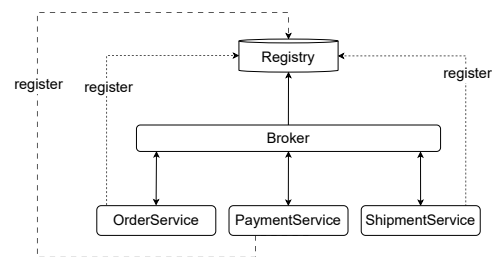 Registry
register
register
register
Broker
OrderService
PaymentService
ShipmentService